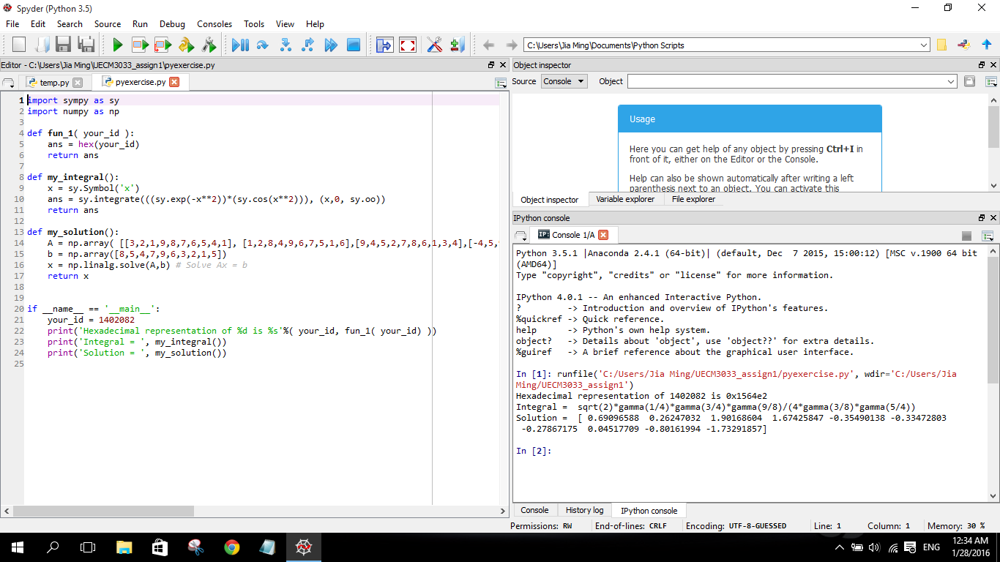 Spyder (Python 3.5)
File Edit Search Source Run Debug Consoles Tools View Help
C:\Users\Jia Ming\Documents\Python Scripts
Editor - C:\Users\Jia Ming\UECM3033_assign1\pyexercise.py
temp.py pyexercise.py
1 import sympy as sy
2 import numpy as np
3
4 def fun_1( your_id ):
5     ans = hex(your_id)
6     return ans
7
8 def my_integral():
9     x = sy.Symbol('x')
10     ans = sy.integrate(((sy.exp(-x**2))*(sy.cos(x**2))), (x,0, sy.oo))
11     return ans
12
13 def my_solution():
14     A = np.array( [[3,2,1,9,8,7,6,5,4,1], [1,2,8,4,9,6,7,5,1,6],[9,4,5,2,7,8,6,1,3,4],[-4,5,
15     b = np.array([8,5,4,7,9,6,3,2,1,5])
16     x = np.linalg.solve(A,b) # Solve Ax = b
17     return x
18
19
20 if __name__ == '__main__':
21     your_id = 1402082
22     print('Hexadecimal representation of %d is %s'%( your_id, fun_1( your_id) ))
23     print('Integral = ', my_integral())
24     print('Solution = ', my_solution())
25
Object inspector
Source Console Object
Usage
Here you can get help of any object by pressing Ctrl+I in
front of it, either on the Editor or the Console.
Help can also be shown automatically after writing a left
parenthesis next to an object. You can activate this
Object inspector Variable explorer File explorer
IPython console
IP: Console 1/A
Python 3.5.1 |Anaconda 2.4.1 (64-bit)| (default, Dec  7 2015, 15:00:12) [MSC v.1900 64 bit
(AMD64)]
Type "copyright", "credits" or "license" for more information.
IPython 4.0.1 -- An enhanced Interactive Python.
?         -> Introduction and overview of IPython's features.
%quickref -> Quick reference.
help      -> Python's own help system.
object?   -> Details about 'object', use 'object??' for extra details.
%guiref   -> A brief reference about the graphical user interface.
In [1]: runfile('C:/Users/Jia Ming/UECM3033_assign1/pyexercise.py', wdir='C:/Users/Jia
Ming/UECM3033_assign1')
Hexadecimal representation of 1402082 is 0x1564e2
Integral =  sqrt(2)*gamma(1/4)*gamma(3/4)*gamma(9/8)/(4*gamma(3/8)*gamma(5/4))
Solution =  [ 0.69096588  0.26247032  1.90168604  1.67425847 -0.35490138 -0.33472803
 -0.27867175  0.04517709 -0.80161994 -1.73291857]
In [2]:
Console History log IPython console
Permissions: RW End-of-lines: CRLF Encoding: UTF-8-GUESSED Line: 1 Column: 1 Memory: 30 %
ENG 12:34 AM
1/28/2016